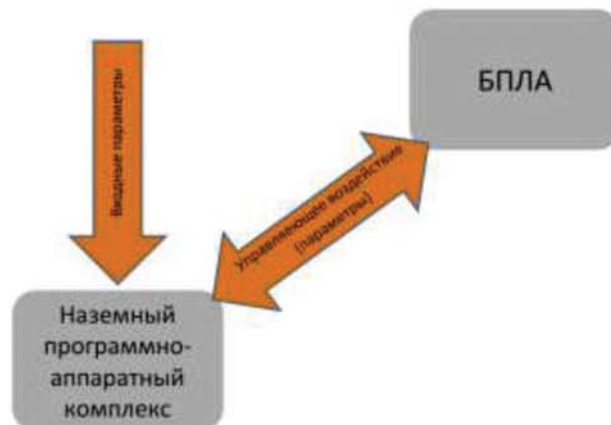 БПЛА
Входные параметры
Управляющее воздействие
(параметры)
Наземный
программно-
аппаратный
комплекс